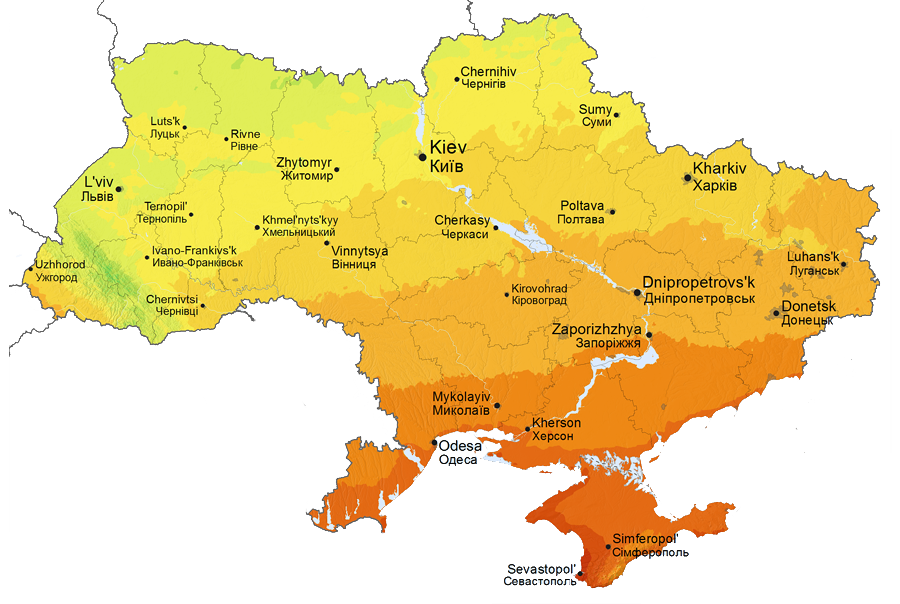 Chernihiv
Чернігів
Sumy
Суми
Luts'k
Луцьк
Rivne
Рівне
Kiev
Київ
Zhytomyr
Житомир
Kharkiv
Харків
L'viv
Львів
Ternopil'
Тернопіль
Poltava
Полтава
Khmel'nyts'kyy
Хмельницький
Cherkasy
Черкаси
Vinnytsya
Вінниця
Ivano-Frankivs'k
Ивано-Франківськ
Uzhhorod
Ужгород
Luhans'k
Луганськ
Chernivtsi
Чернівці
Kirovohrad
Кіровоград
Dnipropetrovs'k
Дніпропетровськ
Donetsk
Донецьк
Zaporizhzhya
Запоріжжя
Mykolayiv
Миколаїв
Kherson
Херсон
Odesa
Одеса
Simferopol'
Сімферополь
Sevastopol'
Севастополь